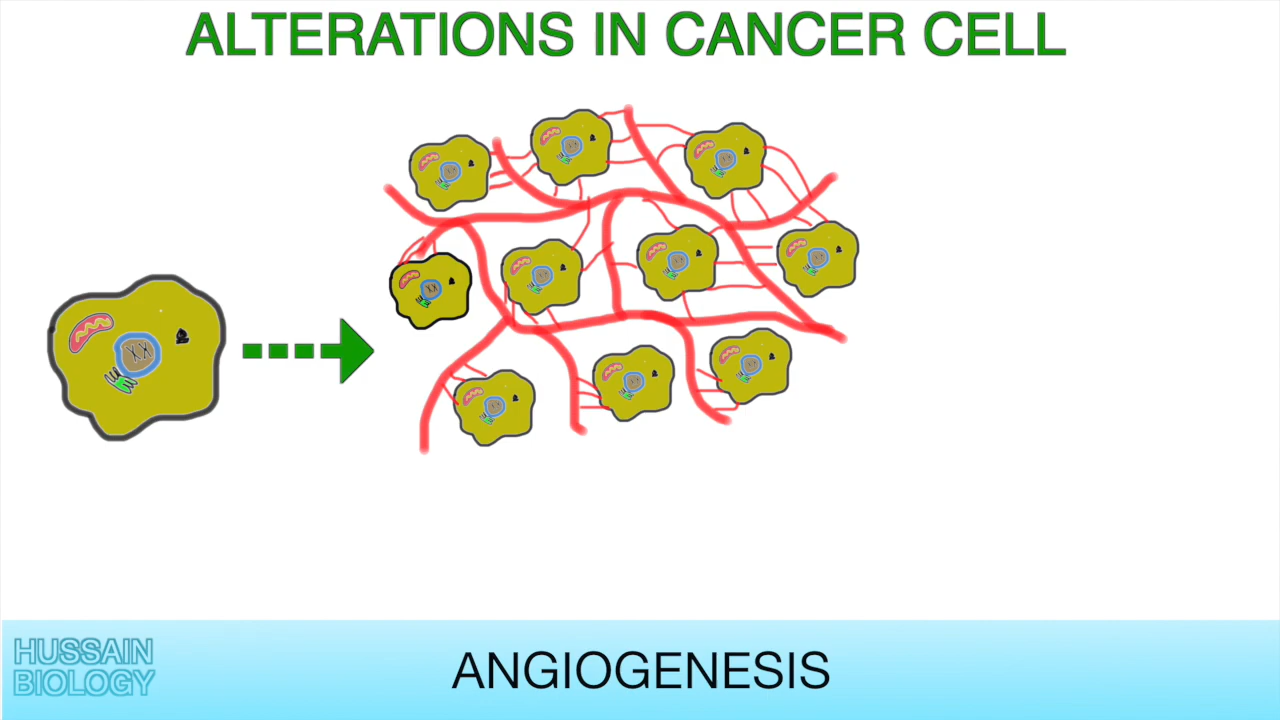 ALTERATIONS IN CANCER CELL
HUSSAIN
BIOLOGY
ANGIOGENESIS